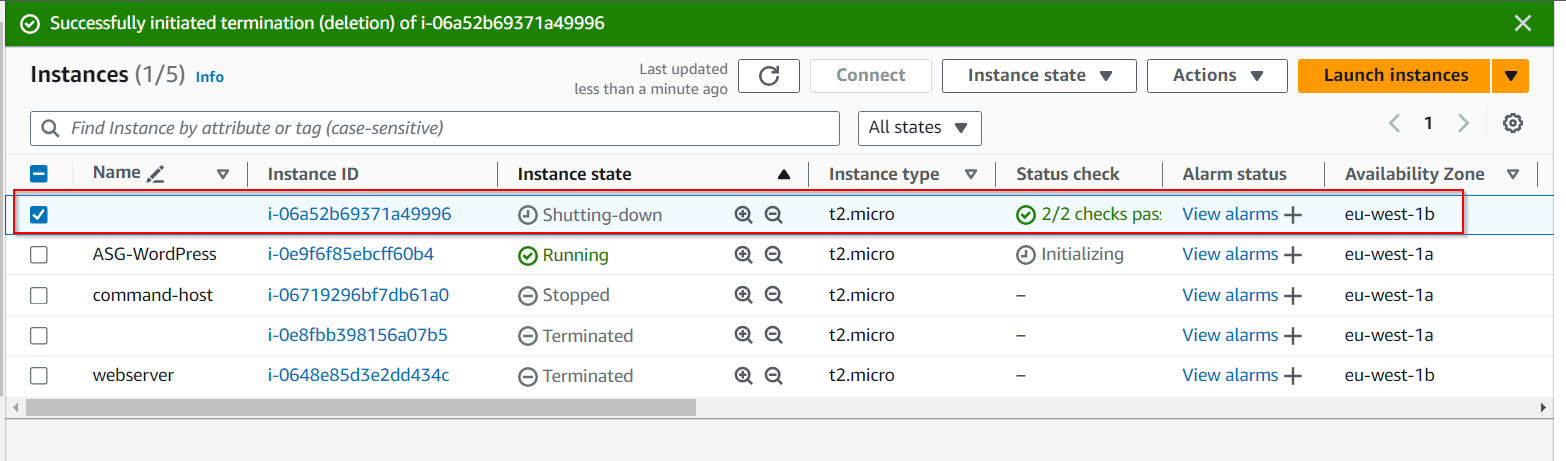 Successfully initiated termination (deletion) of i-06a52b69371a49996
Instances (1/5) Info
Last updated
less than a minute ago
Connect
Instance state
Actions
Launch instances
Find Instance by attribute or tag (case-sensitive)
All states
1
Name Instance ID Instance state Instance type Status check Alarm status Availability Zone
i-06a52b69371a49996 Shutting-down t2.micro 2/2 checks pas View alarms + eu-west-1b
ASG-WordPress i-0e9f6f85ebcff60b4 Running t2.micro Initializing View alarms + eu-west-1a
command-host i-06719296bf7db61a0 Stopped t2.micro – View alarms + eu-west-1a
i-0e8fbb398156a07b5 Terminated t2.micro – View alarms + eu-west-1a
webserver i-0648e85d3e2dd434c Terminated t2.micro – View alarms + eu-west-1b